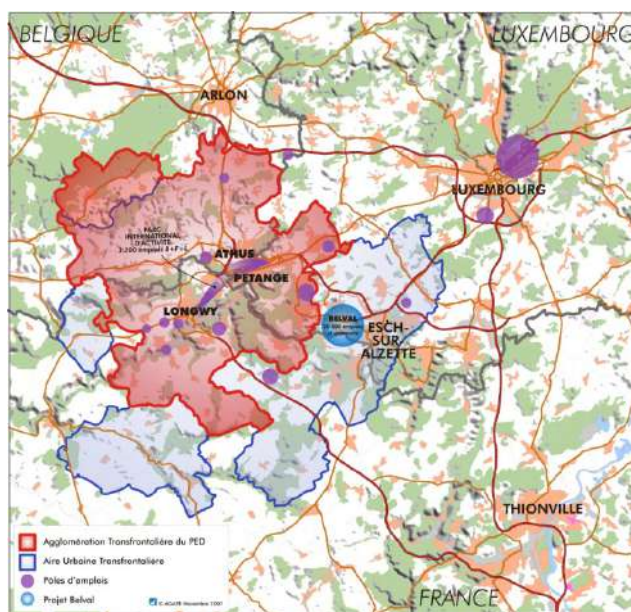 BELGIQUE
LUXEMBOURG
ARLON
LUXEMBOURG
PARC
INTERNATIONAL
D'ACTIVITÉ
ATHUS
PETANGE
LONGWY
BELVAL
ESCH-
SUR-
ALZETTE
THIONVILLE
Agglomération Transfrontalière du PED
Aire Urbaine Transfrontalière
Pôles d'emplois
Projet Belval
FRANCE